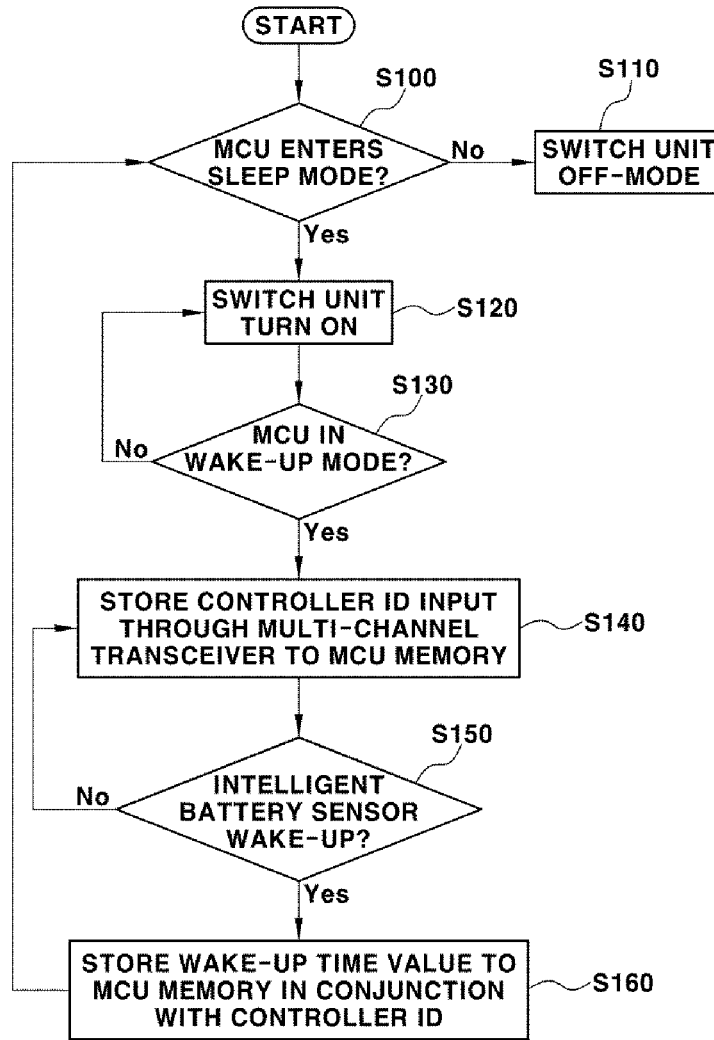 START
S100
MCU ENTERS
SLEEP MODE?
No
S110
SWITCH UNIT
OFF-MODE
Yes
SWITCH UNIT
TURN ON
S120
S130
MCU IN
WAKE-UP MODE?
No
Yes
STORE CONTROLLER ID INPUT
THROUGH MULTI-CHANNEL
TRANSCEIVER TO MCU MEMORY
S140
S150
INTELLIGENT
BATTERY SENSOR
WAKE-UP?
No
Yes
STORE WAKE-UP TIME VALUE TO
MCU MEMORY IN CONJUNCTION
WITH CONTROLLER ID
S160